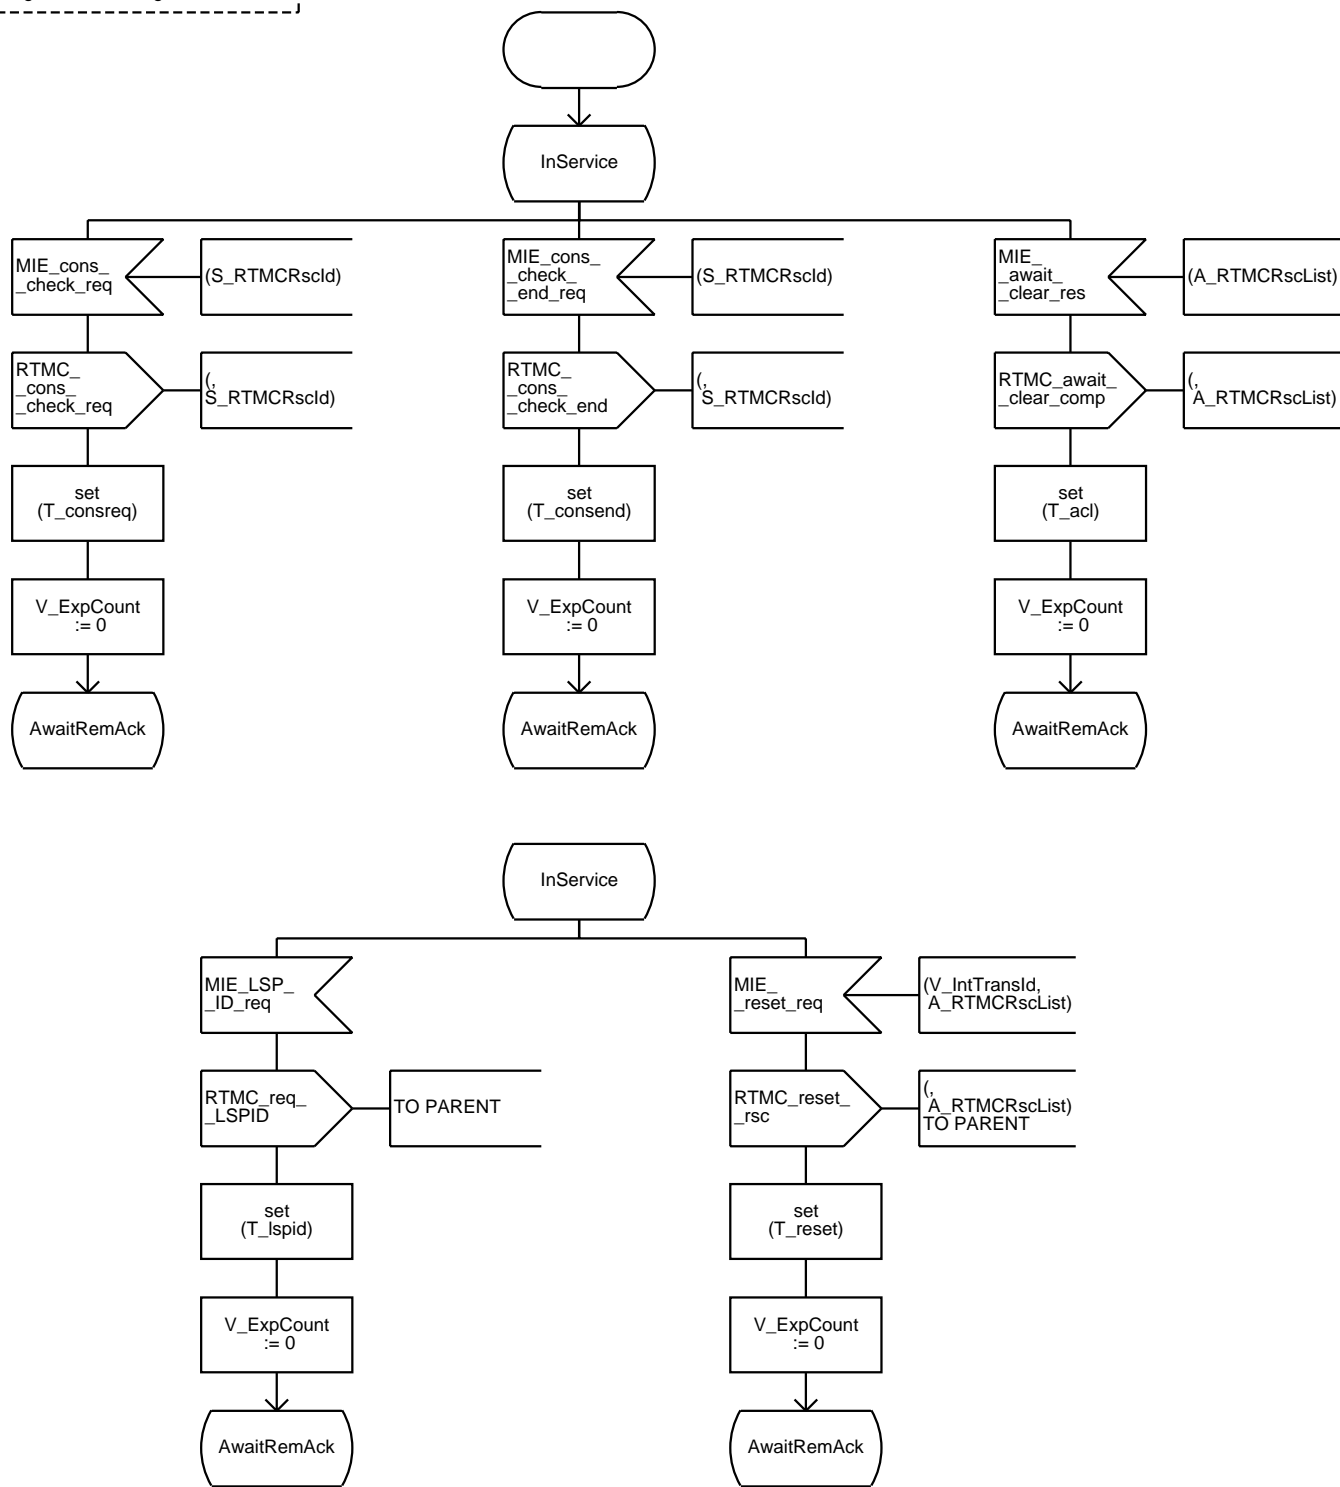 InService
MIE_cons_
_check_req
(S_RTMCRscId)
MIE_cons_
_check_
_end_req
(S_RTMCRscId)
MIE_
_await_
_clear_res
(A_RTMCRscList)
RTMC_
_cons_
_check_req
(,
S_RTMCRscId)
RTMC_
_cons_
_check_end
(,
S_RTMCRscId)
RTMC_await_
_clear_comp
(,
A_RTMCRscList)
set
(T_consreq)
set
(T_consend)
set
(T_acl)
V_ExpCount
:= 0
V_ExpCount
:= 0
V_ExpCount
:= 0
AwaitRemAck
AwaitRemAck
AwaitRemAck
InService
MIE_LSP_
_ID_req
MIE_
_reset_req
(V_IntTransId,
A_RTMCRscList)
RTMC_req_
_LSPID
TO PARENT
RTMC_reset_
_rsc
(,
A_RTMCRscList)
TO PARENT
set
(T_lspid)
set
(T_reset)
V_ExpCount
:= 0
V_ExpCount
:= 0
AwaitRemAck
AwaitRemAck